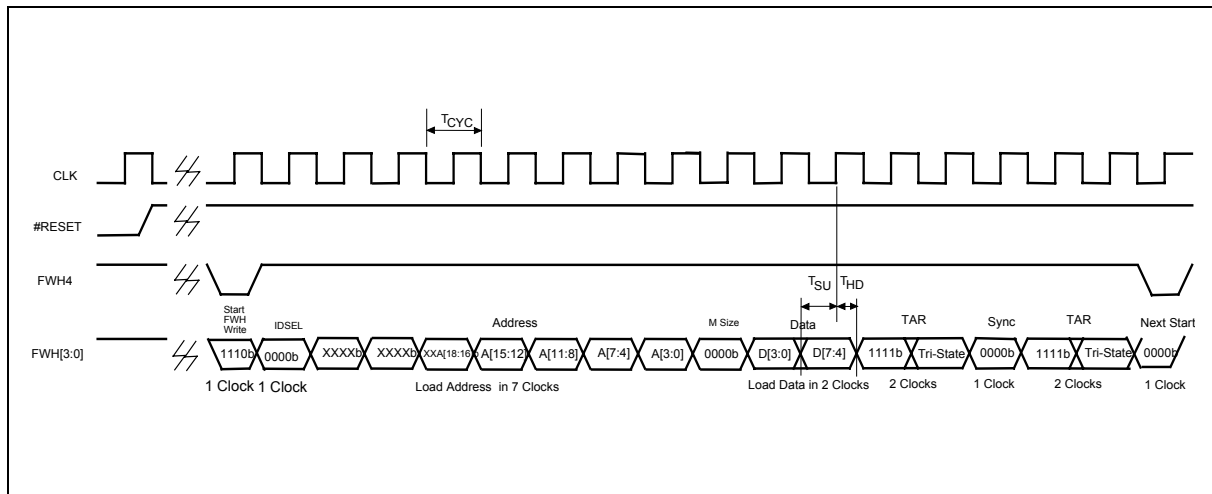 TCYC
CLK
#RESET
FWH4
TSU THD
Start
FWH
Write
IDSEL
Address
M Size
Data
TAR
Sync
TAR
Next Start
FWH[3:0]
1110b 0000b XXXXb XXXXb XXA[18:16] A[15:12] A[11:8] A[7:4] A[3:0] 0000b D[3:0] D[7:4] 1111b Tri-State 0000b 1111b Tri-State 0000b
1 Clock 1 Clock Load Address in 7 Clocks Load Data in 2 Clocks 2 Clocks 1 Clock 2 Clocks 1 Clock